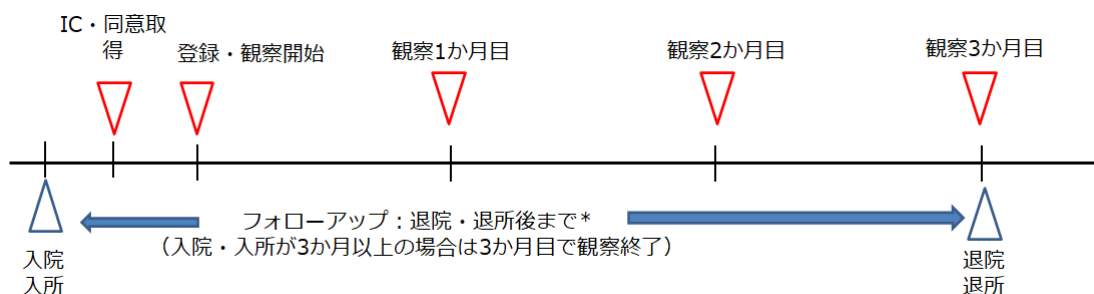 IC・同意取
得
登録・観察開始
観察1か月目
観察2か月目
観察3か月目
フォローアップ：退院・退所後まで*
（入院・入所が3か月以上の場合は3か月目で観察終了）
入院
入所
退院
退所